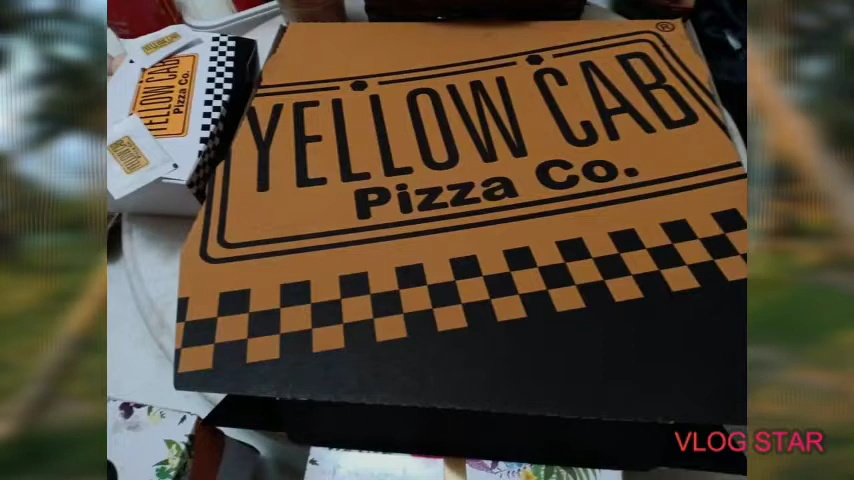 YELLOW CAB
Pizza Co.
®
YELLOW CAB
Pizza Co.
VLOG STAR